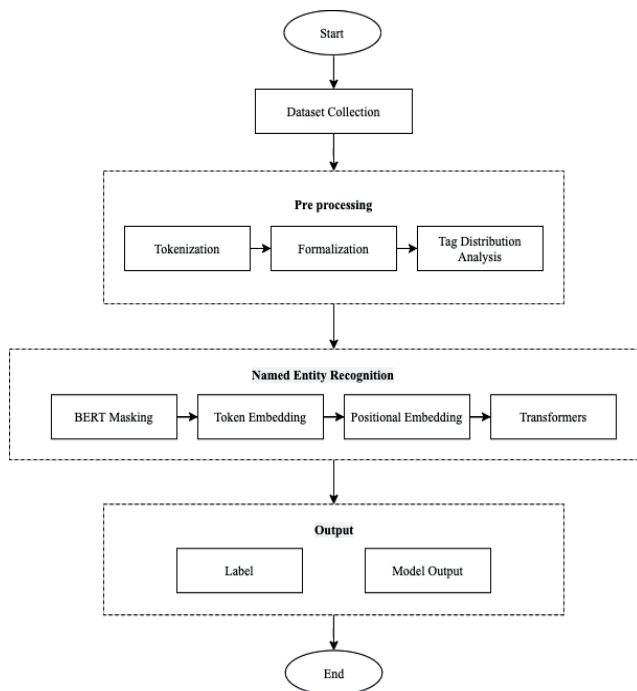 Start
Dataset Collection
Pre processing
Tokenization
Formalization
Tag Distribution
Analysis
Named Entity Recognition
BERT Masking
Token Embedding
Positional Embedding
Transformers
Output
Label
Model Output
End